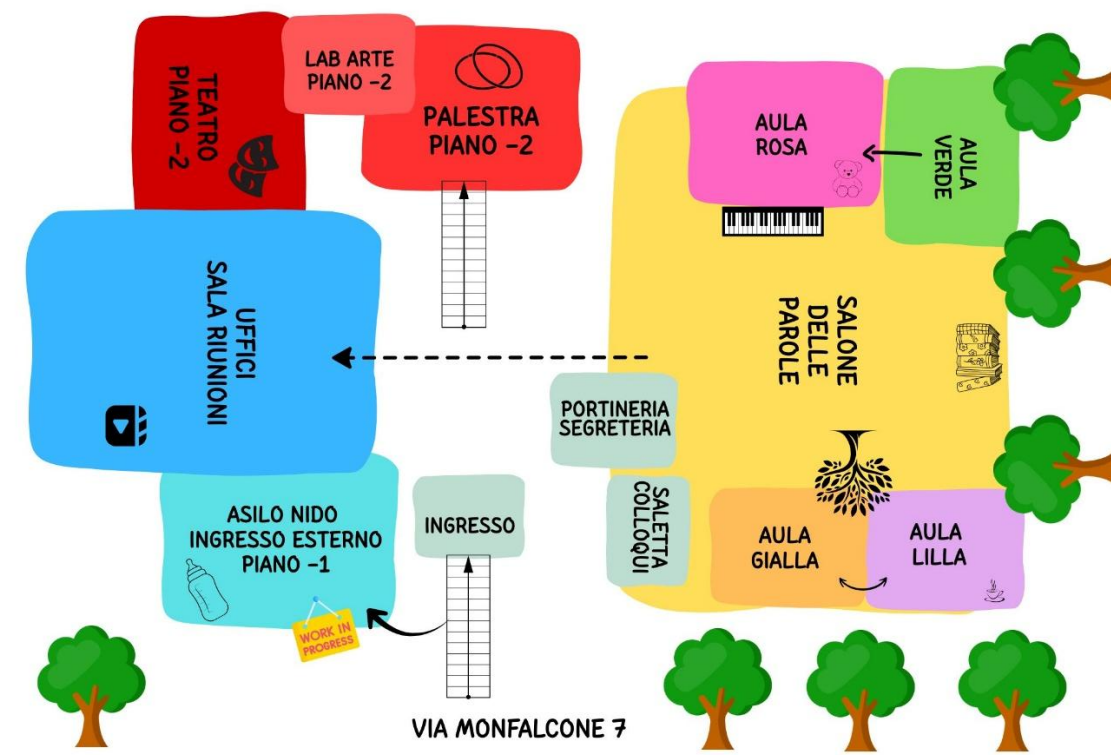 TEATRO
PIANO -2
LAB ARTE
PIANO -2
PALESTRA
PIANO -2
AULA
ROSA
AULA
VERDE
UFFICI
SALA RIUNIONI
SALONE
DELLE
PAROLE
PORTINERIA
SEGRETERIA
SALETTA
COLLOQUI
ASILO NIDO
INGRESSO ESTERNO
PIANO -1
INGRESSO
AULA
GIALLA
AULA
LILLA
WORK IN
PROGRESS
VIA MONFALCONE 7